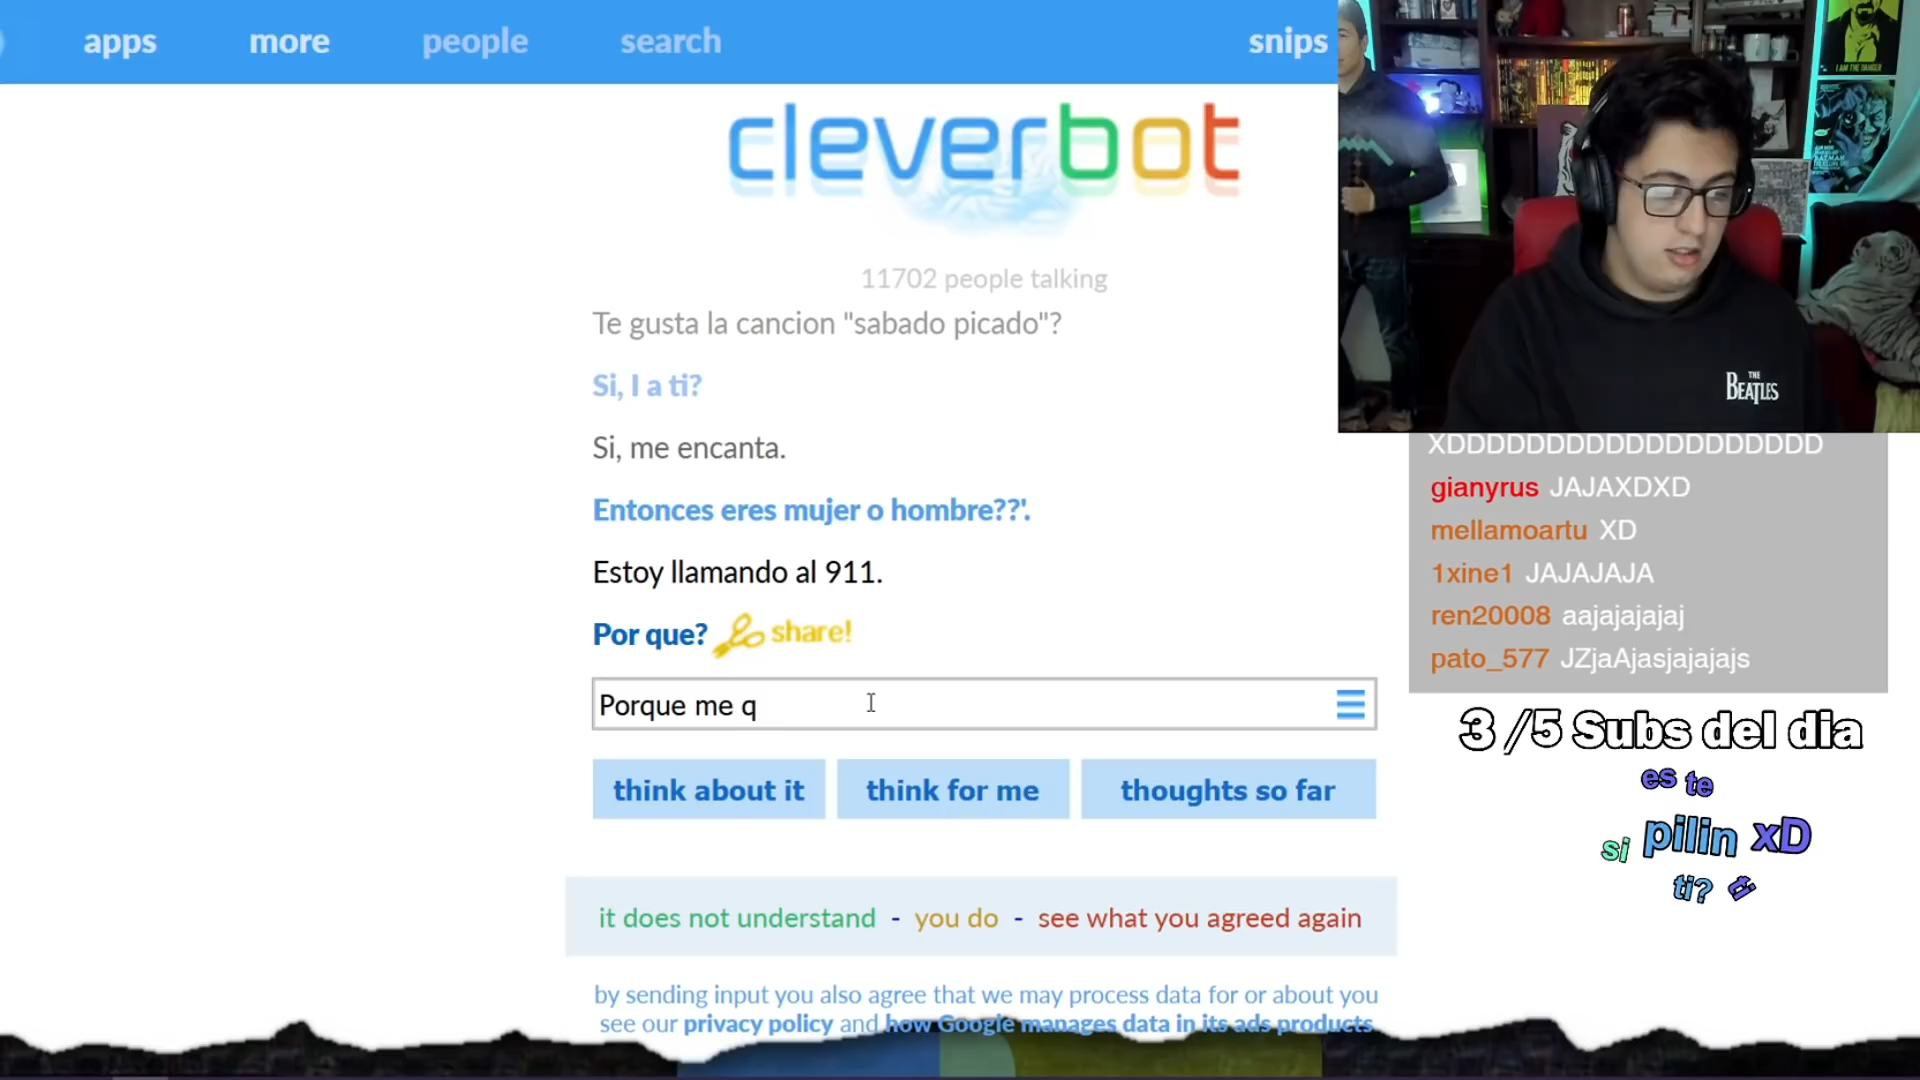 apps more people search snips
cleverbot
11702 people talking
Te gusta la cancion "sabado picado"?
Si, I a ti?
Si, me encanta.
Entonces eres mujer o hombre??'.
Estoy llamando al 911.
Por que? share!
Porque me q
think about it think for me thoughts so far
it does not understand - you do - see what you agreed again
by sending input you also agree that we may process data for or about you
see our privacy policy and how Google manages data in its ads products
I AM THE DANGER
BATMAN
THE
BEATLES
XDDDDDDDDDDDDDDDDDDD
gianyrus JAJAXDXD
mellamoartu XD
1xine1 JAJAJAJA
ren20008 aajajajajaj
pato_577 JZjaAjasjajajajs
3 /5 Subs del dia
es te
si pilin xD
ti?